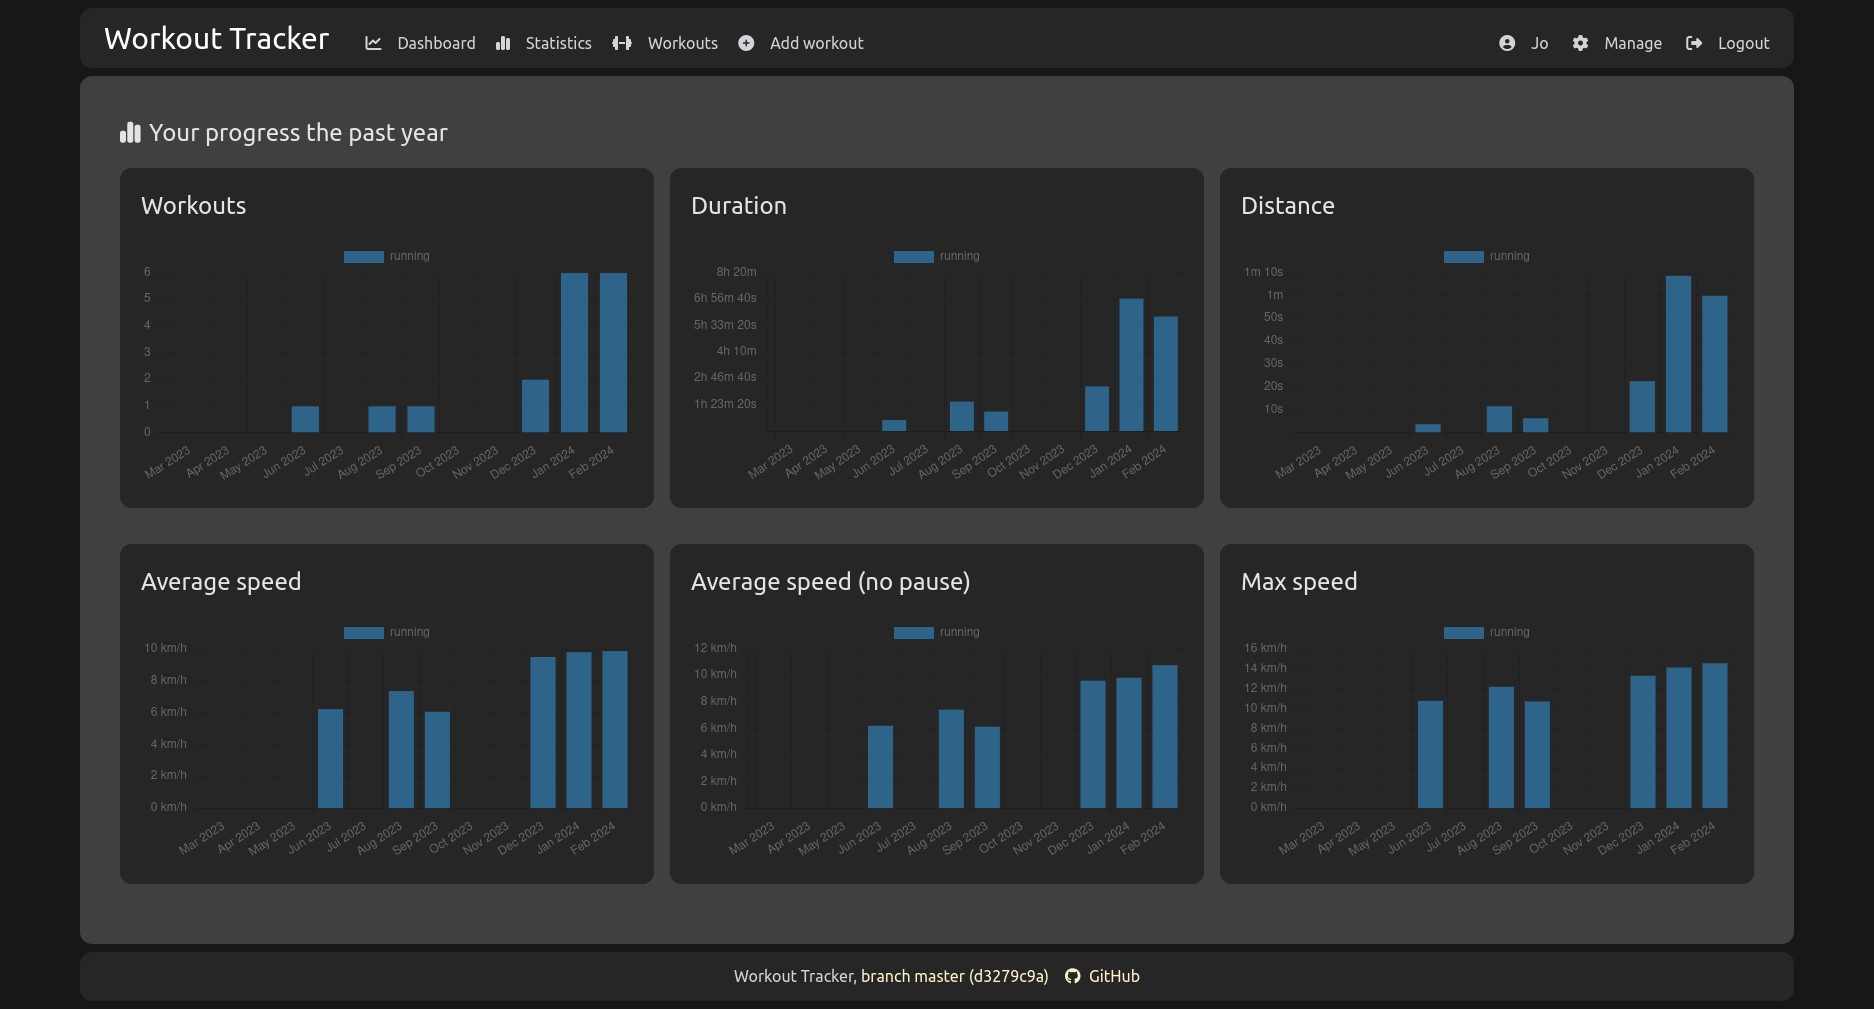 Workout Tracker Dashboard Statistics Workouts Add workout Jo Manage Logout
Your progress the past year
Workouts
running
6
5
4
3
2
1
0
Mar 2023 Apr 2023 May 2023 Jun 2023 Jul 2023 Aug 2023 Sep 2023 Oct 2023 Nov 2023 Dec 2023 Jan 2024 Feb 2024
Duration
running
8h 20m
6h 56m 40s
5h 33m 20s
4h 10m
2h 46m 40s
1h 23m 20s
Mar 2023 Apr 2023 May 2023 Jun 2023 Jul 2023 Aug 2023 Sep 2023 Oct 2023 Nov 2023 Dec 2023 Jan 2024 Feb 2024
Distance
running
1m 10s
1m
50s
40s
30s
20s
10s
Mar 2023 Apr 2023 May 2023 Jun 2023 Jul 2023 Aug 2023 Sep 2023 Oct 2023 Nov 2023 Dec 2023 Jan 2024 Feb 2024
Average speed
running
10 km/h
8 km/h
6 km/h
4 km/h
2 km/h
0 km/h
Mar 2023 Apr 2023 May 2023 Jun 2023 Jul 2023 Aug 2023 Sep 2023 Oct 2023 Nov 2023 Dec 2023 Jan 2024 Feb 2024
Average speed (no pause)
running
12 km/h
10 km/h
8 km/h
6 km/h
4 km/h
2 km/h
0 km/h
Mar 2023 Apr 2023 May 2023 Jun 2023 Jul 2023 Aug 2023 Sep 2023 Oct 2023 Nov 2023 Dec 2023 Jan 2024 Feb 2024
Max speed
running
16 km/h
14 km/h
12 km/h
10 km/h
8 km/h
6 km/h
4 km/h
2 km/h
0 km/h
Mar 2023 Apr 2023 May 2023 Jun 2023 Jul 2023 Aug 2023 Sep 2023 Oct 2023 Nov 2023 Dec 2023 Jan 2024 Feb 2024
Workout Tracker, branch master (d3279c9a) GitHub